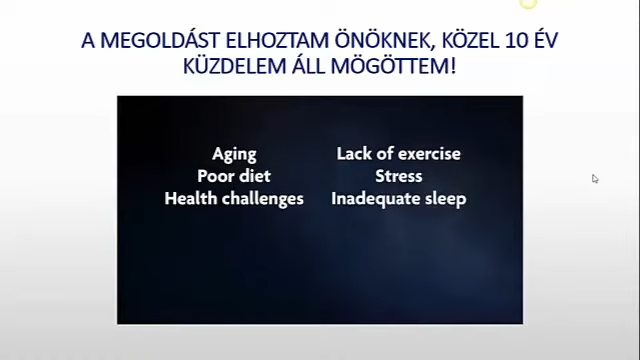 A MEGOLDÁST ELHOZTAM ÖNÖKNEK, KÖZEL 10 ÉV
KÜZDELEM ÁLL MÖGÖTTEM!
Aging
Poor diet
Health challenges
Lack of exercise
Stress
Inadequate sleep